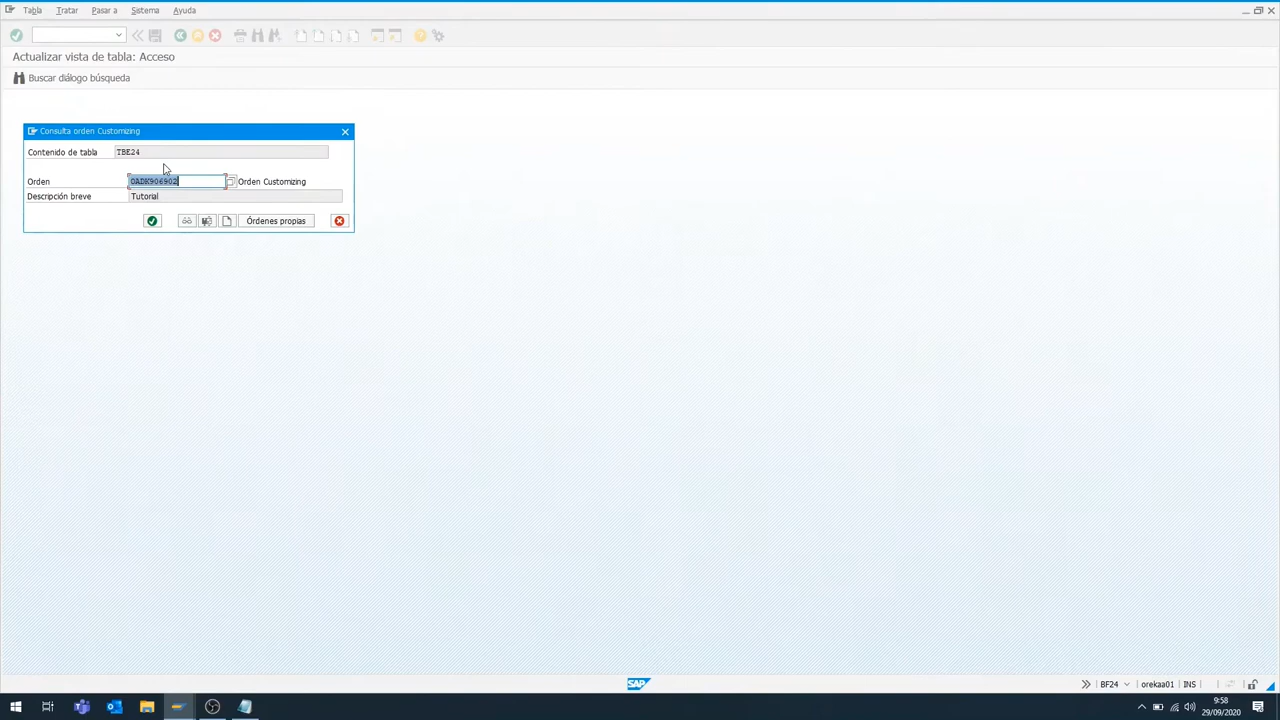 Tabla Tratar Pasar a Sistema Ayuda
Actualizar vista de tabla: Acceso
Buscar diálogo búsqueda
Consulta orden Customizing
Contenido de tabla TBE24
Orden OADK906902 Orden Customizing
Descripción breve Tutorial
Órdenes propias
SAP BF24 orekaa01 INS
9:58
29/09/2020